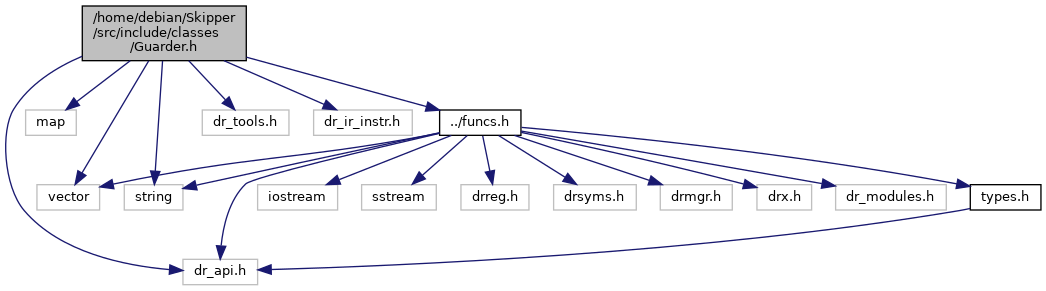 /home/debian/Skipper
/src/include/classes
/Guarder.h
map
dr_tools.h
dr_ir_instr.h
../funcs.h
vector
string
iostream
sstream
drreg.h
drsyms.h
drmgr.h
drx.h
dr_modules.h
types.h
dr_api.h